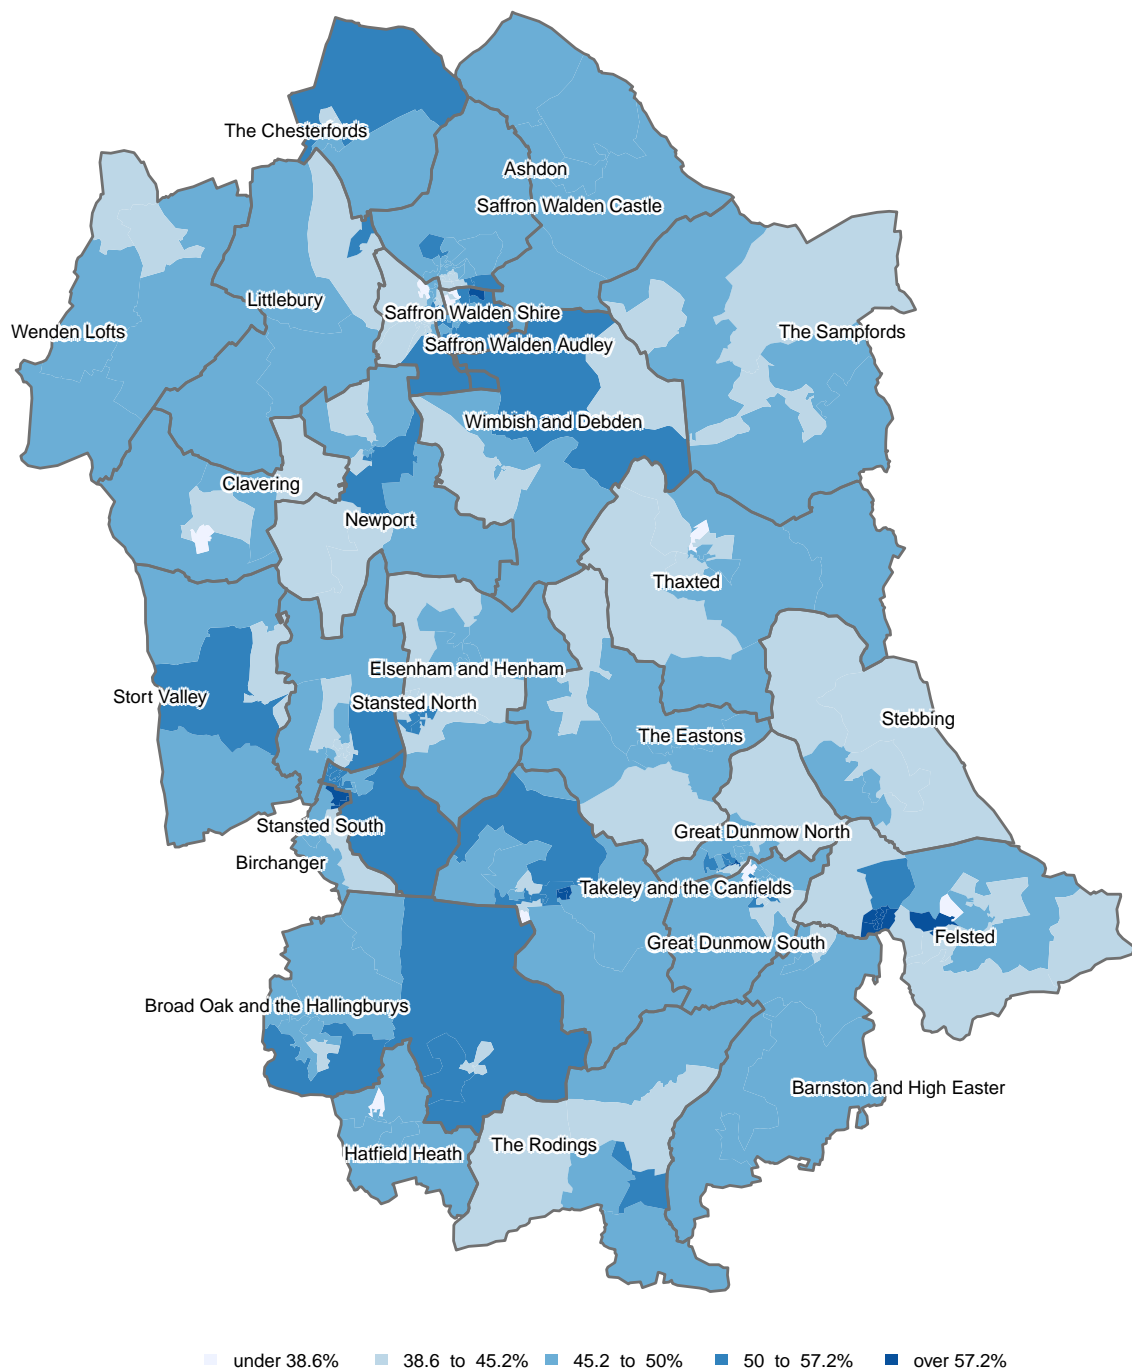 The Chesterfords
Ashdon
Saffron Walden Castle
Littlebury
Saffron Walden Shire
Wenden Lofts
The Sampfords
Saffron Walden Audley
Wimbish and Debden
Clavering
Newport
Thaxted
Elsenham and Henham
Stort Valley
Stansted North
Stebbing
The Eastons
Stansted South
Great Dunmow North
Birchanger
Takeley and the Canfields
Felsted
Great Dunmow South
Broad Oak and the Hallingburys
Barnston and High Easter
The Rodings
Hatfield Heath
under 38.6% 38.6 to 45.2% 45.2 to 50% 50 to 57.2% over 57.2%